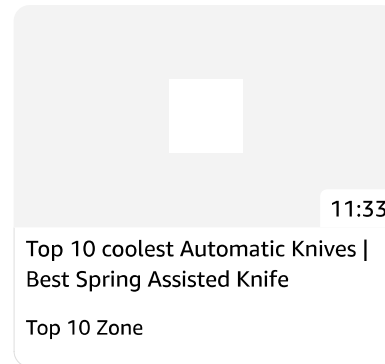 11:33
Top 10 coolest Automatic Knives |
Best Spring Assisted Knife
Top 10 Zone